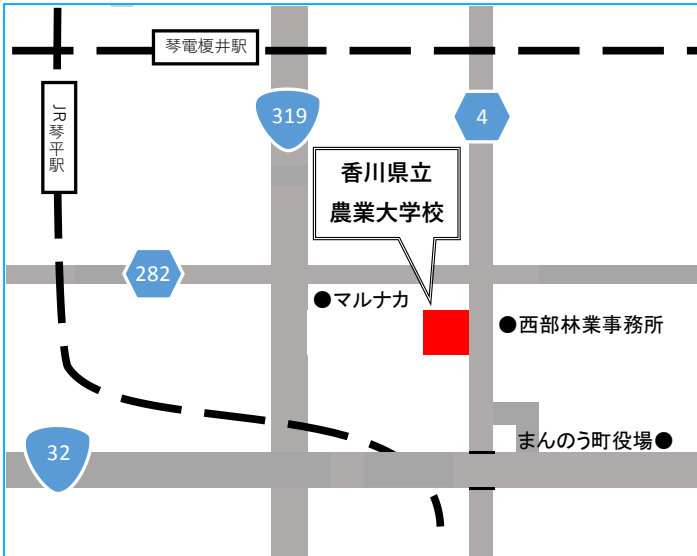 琴電榎井駅
JR琴平駅
319
4
香川県立
農業大学校
282
●マルナカ
●西部林業事務所
まんのう町役場●
32